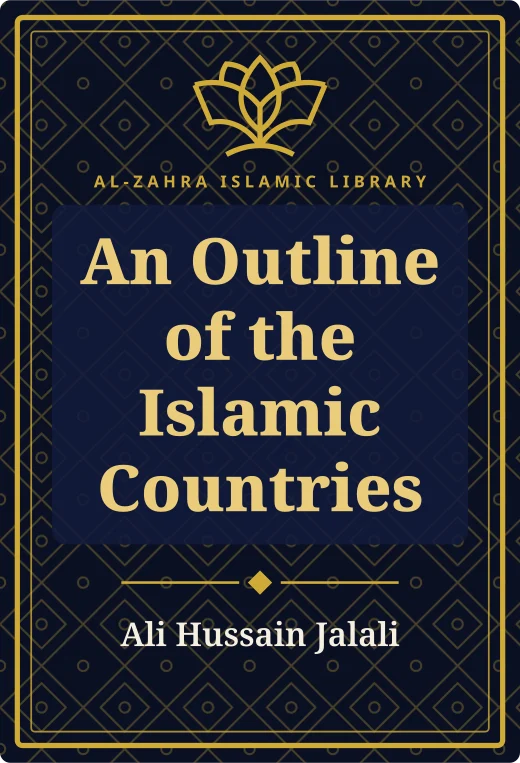 AL-ZAHRA ISLAMIC LIBRARY
An Outline
of the
Islamic
Countries
Ali Hussain Jalali